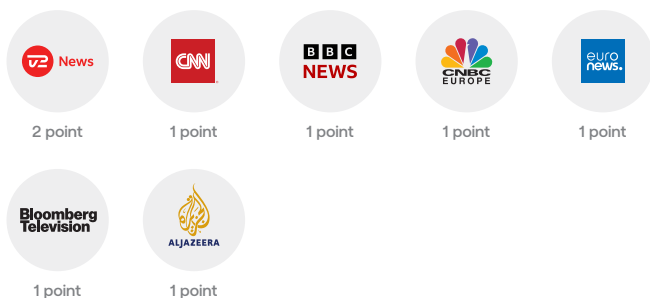 2 News
CNN
BBC
NEWS
CNBC
EUROPE
euro
news.
2 point
1 point
1 point
1 point
1 point
Bloomberg
Television
ALJAZEERA
1 point
1 point